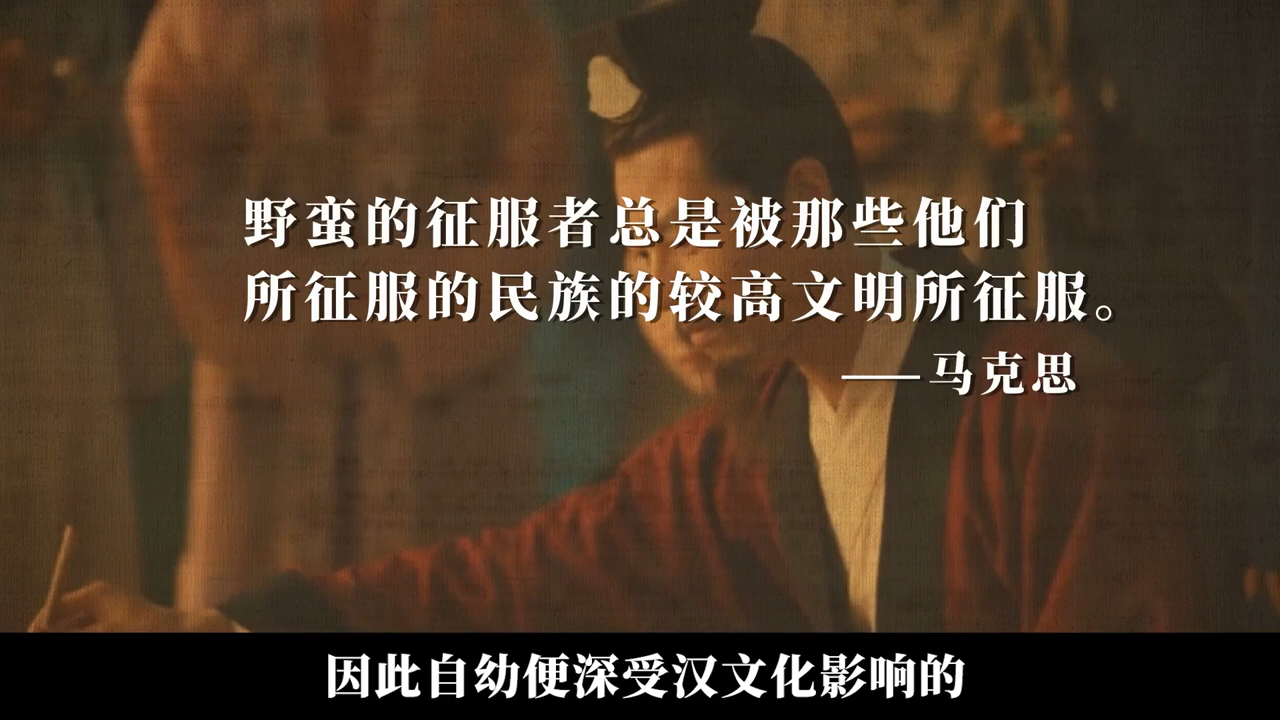 野蛮的征服者总是被那些他们
所征服的民族的较高文明所征服。
——马克思
因此自幼便深受汉文化影响的